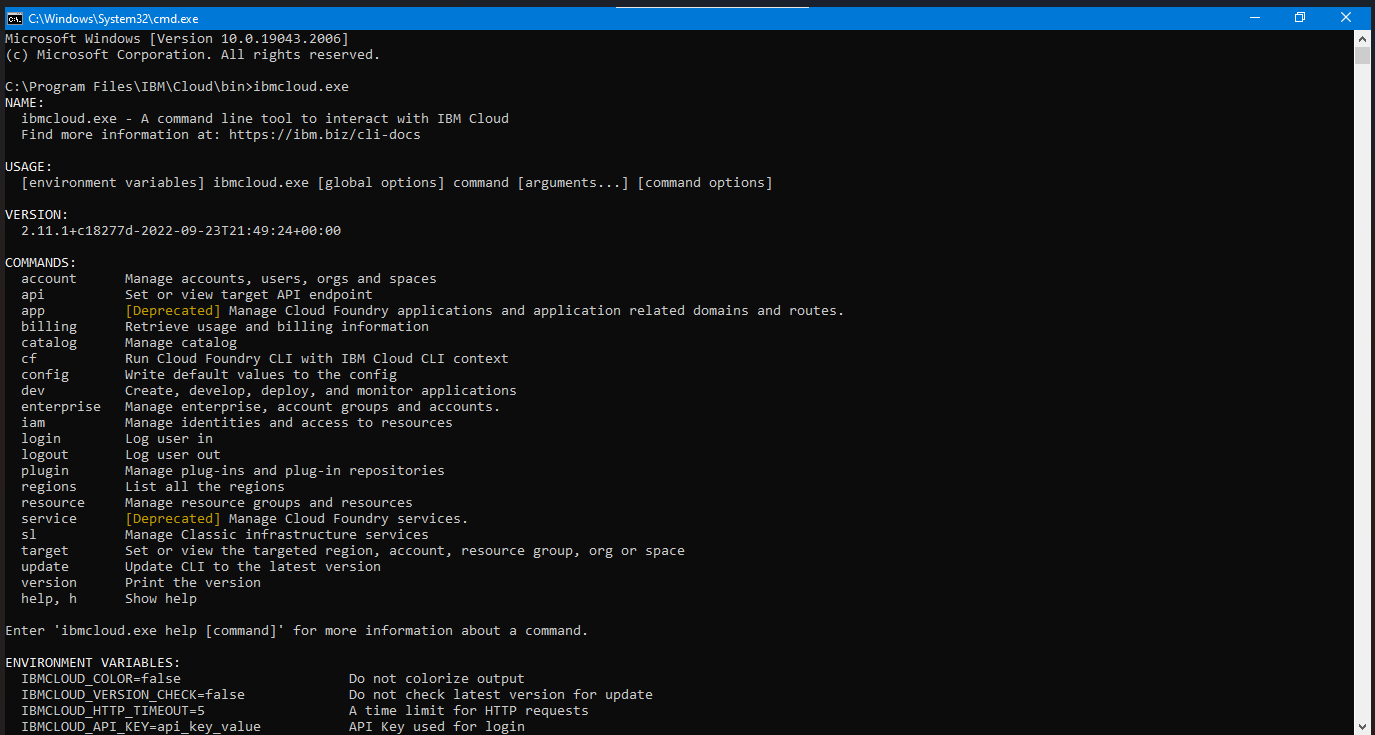 C:\Windows\System32\cmd.exe
Microsoft Windows [Version 10.0.19043.2006]
(c) Microsoft Corporation. All rights reserved.
C:\Program Files\IBM\Cloud\bin>ibmcloud.exe
NAME:
  ibmcloud.exe - A command line tool to interact with IBM Cloud
  Find more information at: https://ibm.biz/cli-docs
USAGE:
  [environment variables] ibmcloud.exe [global options] command [arguments...] [command options]
VERSION:
  2.11.1+c18277d-2022-09-23T21:49:24+00:00
COMMANDS:
  account      Manage accounts, users, orgs and spaces
  api          Set or view target API endpoint
  app          [Deprecated] Manage Cloud Foundry applications and application related domains and routes.
  billing      Retrieve usage and billing information
  catalog      Manage catalog
  cf           Run Cloud Foundry CLI with IBM Cloud CLI context
  config       Write default values to the config
  dev          Create, develop, deploy, and monitor applications
  enterprise   Manage enterprise, account groups and accounts.
  iam          Manage identities and access to resources
  login        Log user in
  logout       Log user out
  plugin       Manage plug-ins and plug-in repositories
  regions      List all the regions
  resource     Manage resource groups and resources
  service      [Deprecated] Manage Cloud Foundry services.
  sl           Manage Classic infrastructure services
  target       Set or view the targeted region, account, resource group, org or space
  update       Update CLI to the latest version
  version      Print the version
  help, h      Show help
Enter 'ibmcloud.exe help [command]' for more information about a command.
ENVIRONMENT VARIABLES:
  IBMCLOUD_COLOR=false                     Do not colorize output
  IBMCLOUD_VERSION_CHECK=false             Do not check latest version for update
  IBMCLOUD_HTTP_TIMEOUT=5                  A time limit for HTTP requests
  IBMCLOUD_API_KEY=api_key_value           API Key used for login